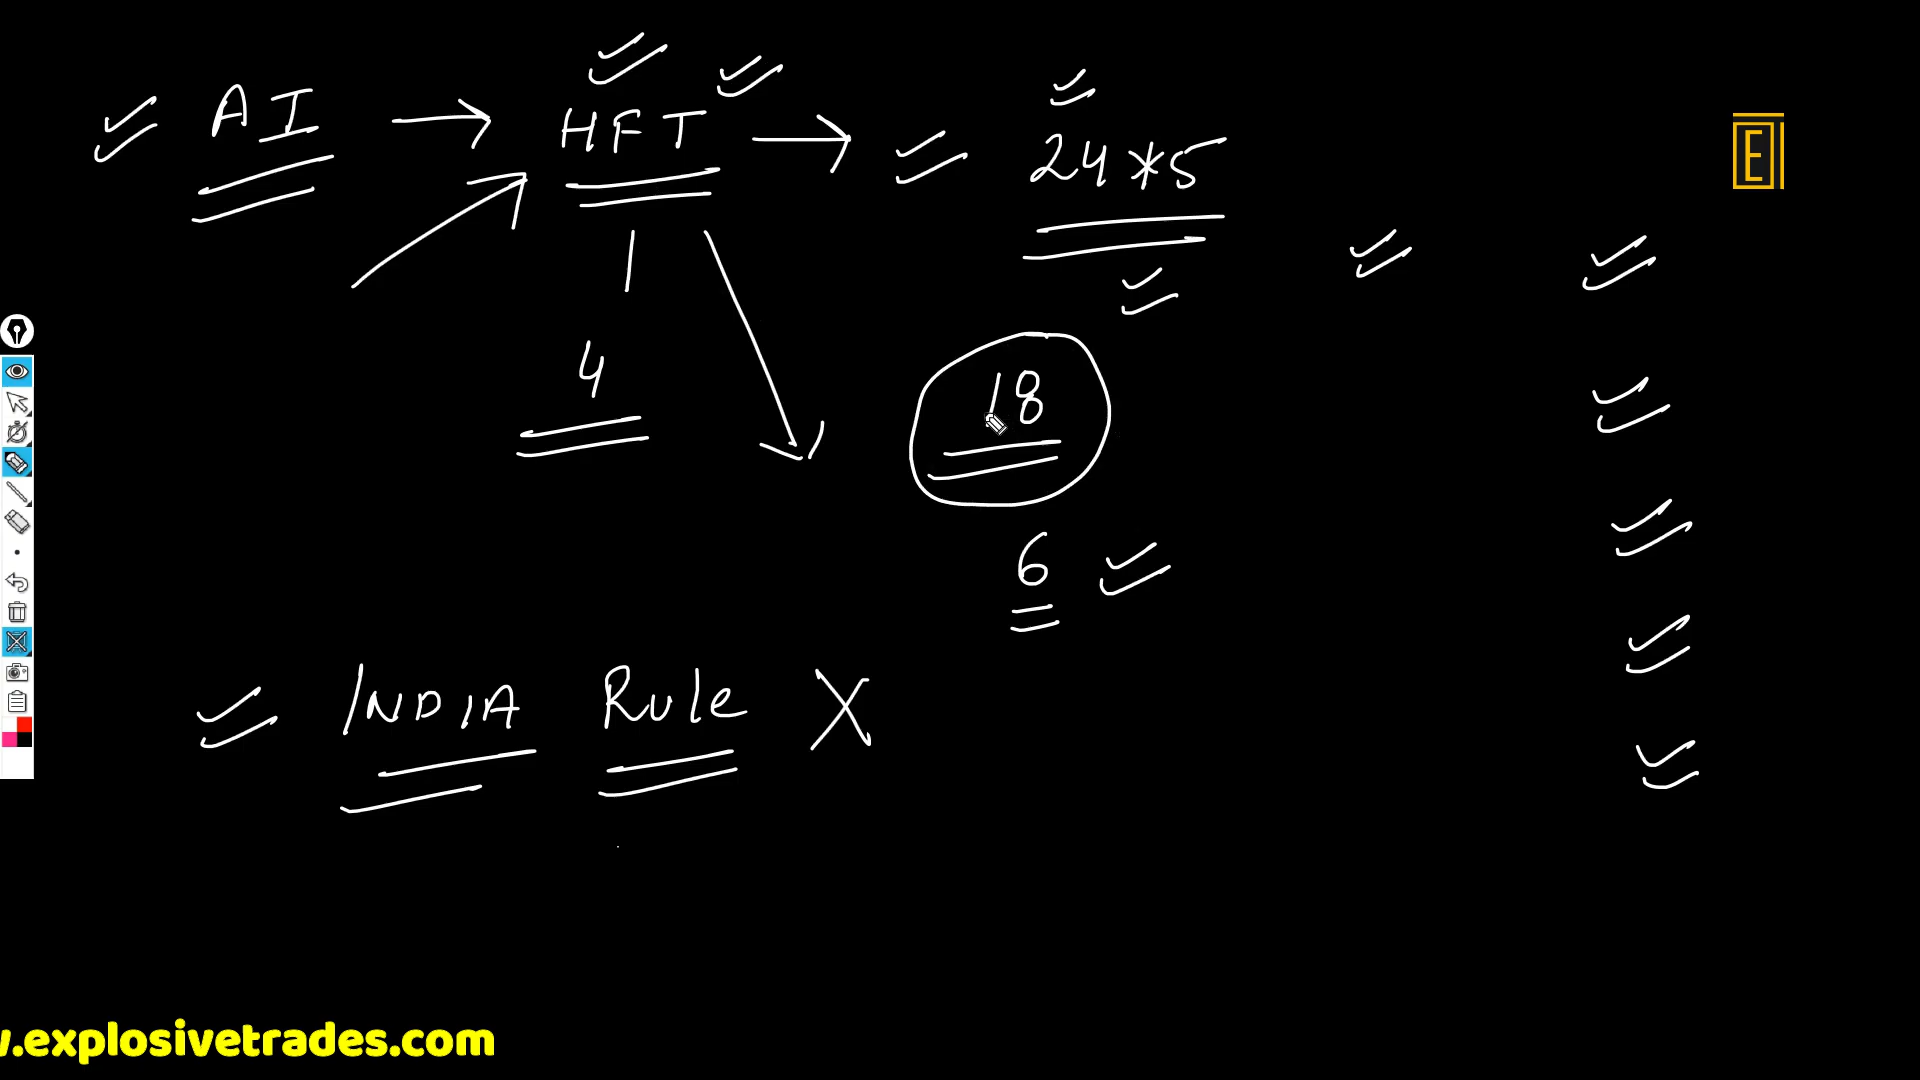 AI → HFT → 24*5
E
4
18
6
INDIA Rule X
.explosivetrades.com